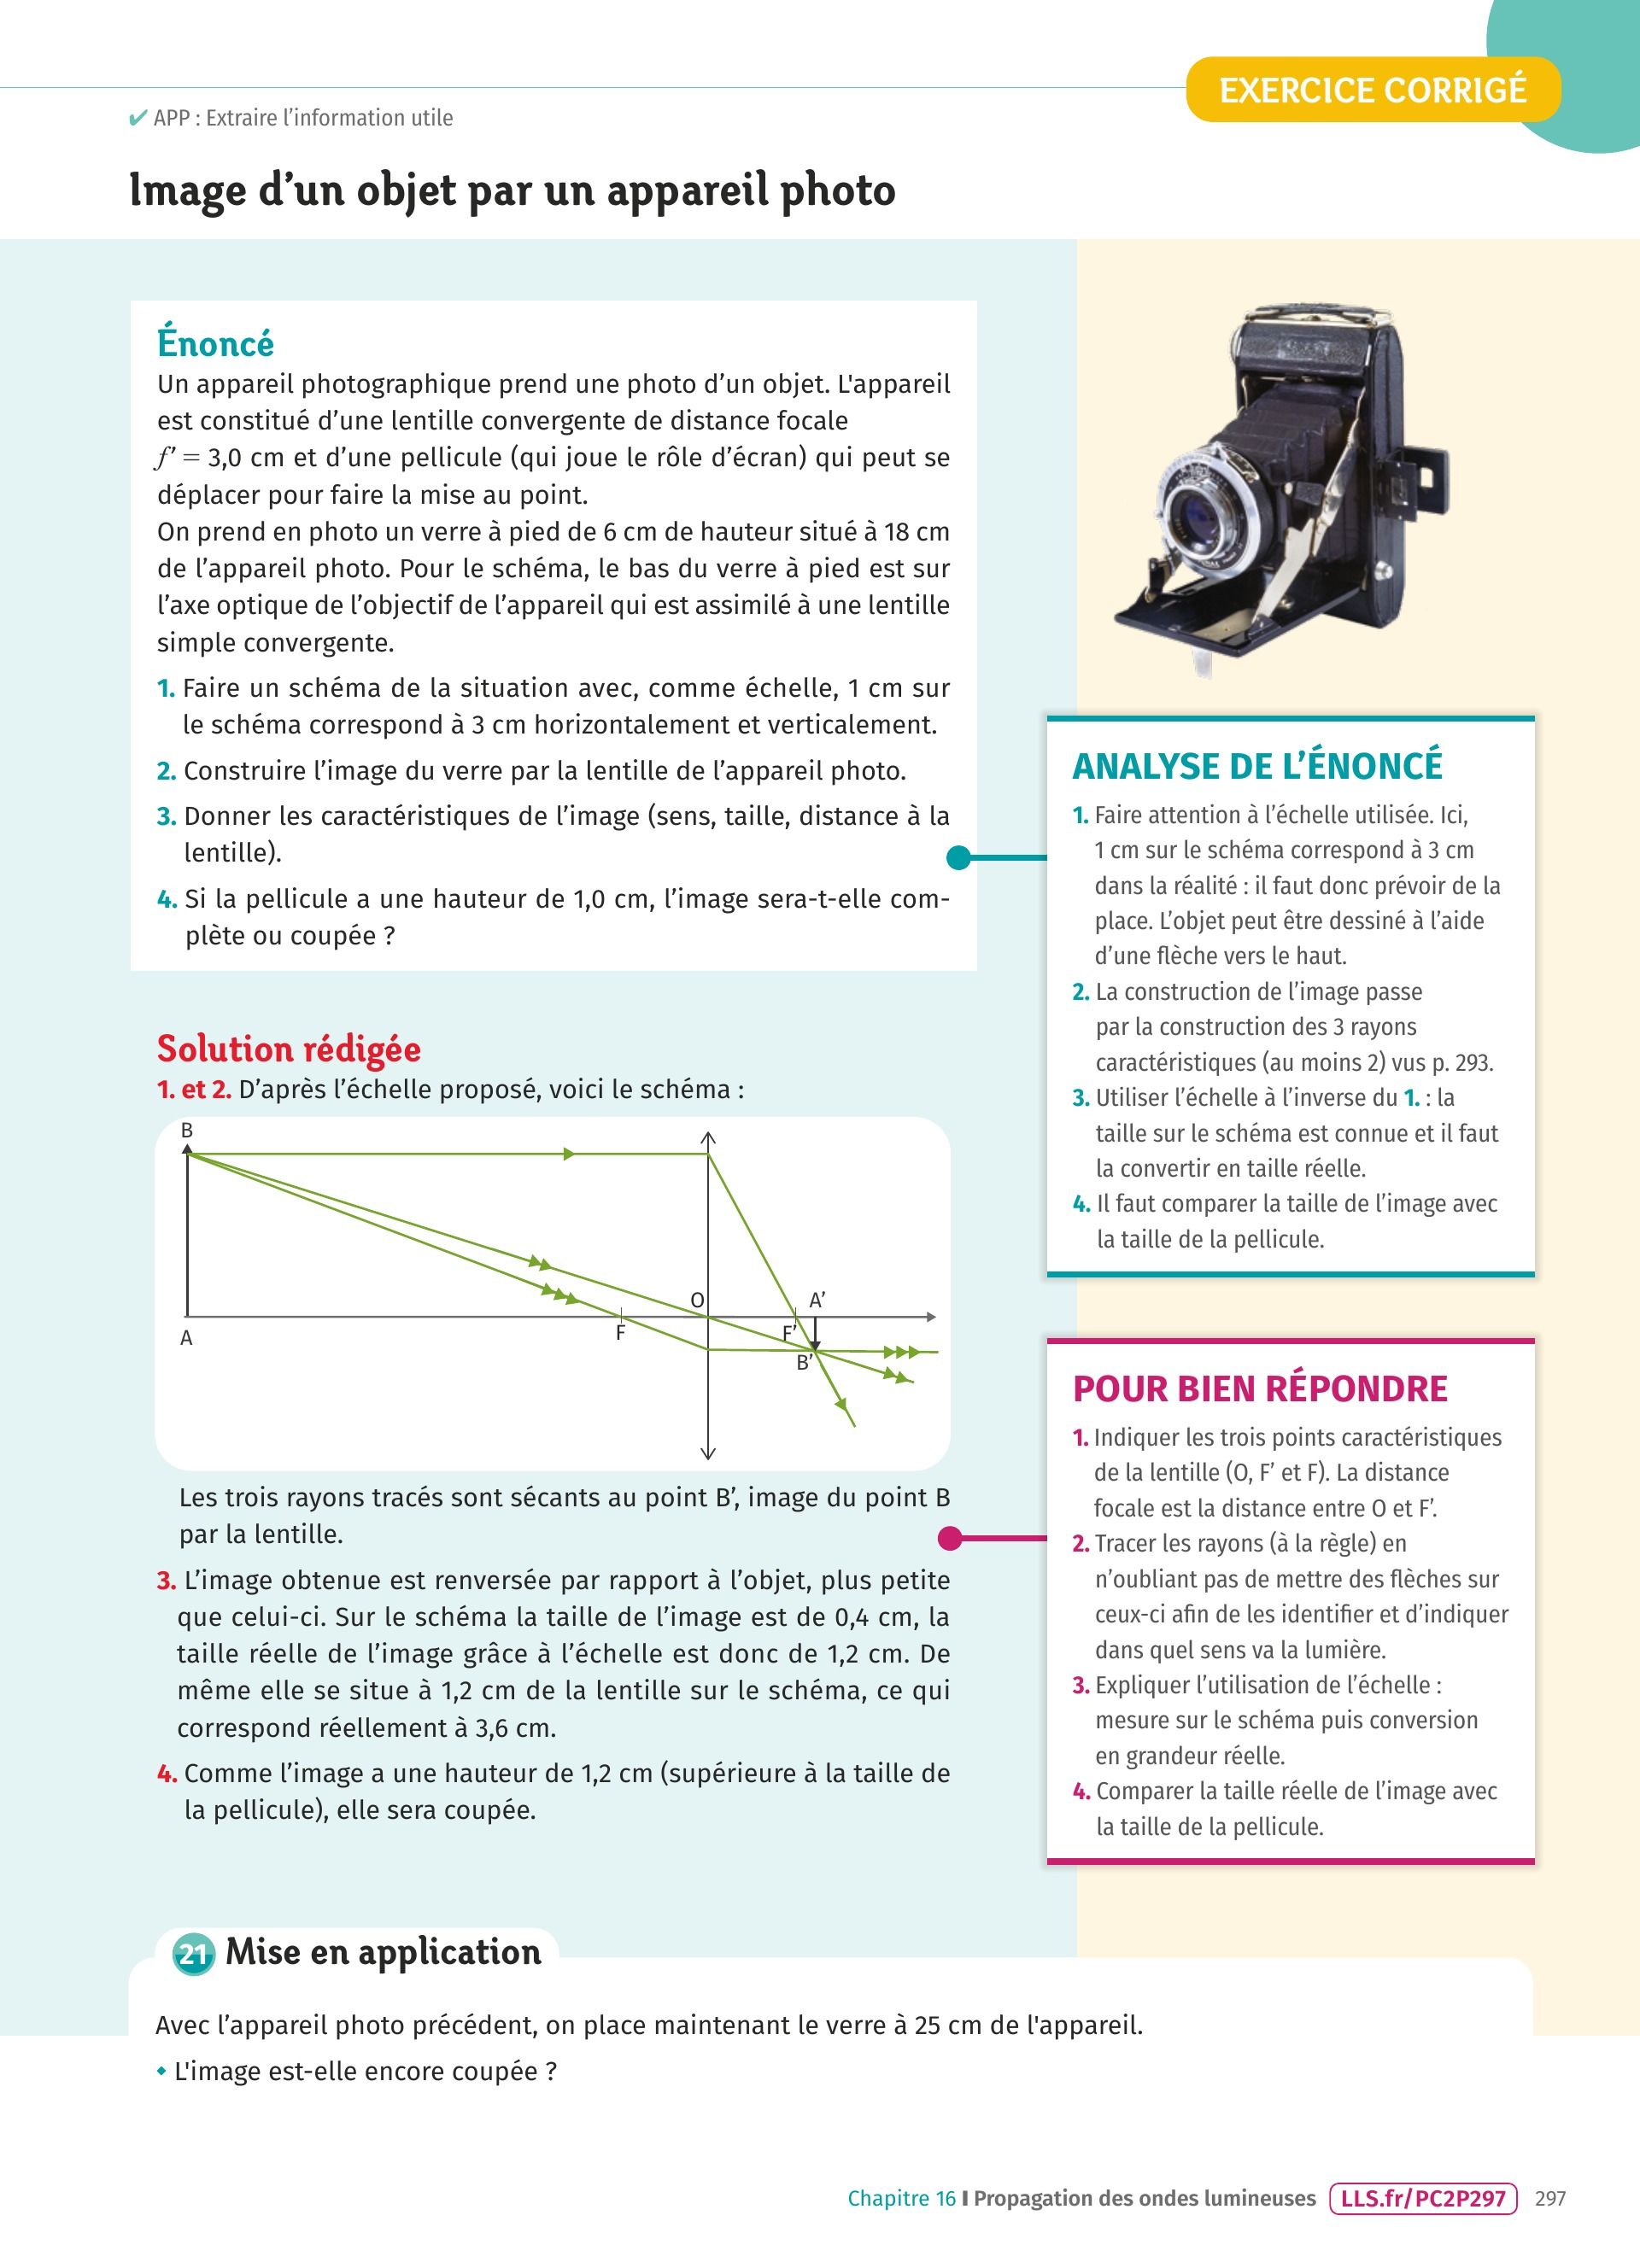 EXERCICE CORRIGÉ
✔ APP : Extraire l'information utile
Image d'un objet par un appareil photo
Énoncé
Un appareil photographique prend une photo d'un objet. L'appareil
est constitué d'une lentille convergente de distance focale
f' = 3,0 cm et d'une pellicule (qui joue le rôle d'écran) qui peut se
déplacer pour faire la mise au point.
On prend en photo un verre à pied de 6 cm de hauteur situé à 18 cm
de l'appareil photo. Pour le schéma, le bas du verre à pied est sur
l'axe optique de l'objectif de l'appareil qui est assimilé à une lentille
simple convergente.
1. Faire un schéma de la situation avec, comme échelle, 1 cm sur
le schéma correspond à 3 cm horizontalement et verticalement.
2. Construire l'image du verre par la lentille de l'appareil photo.
3. Donner les caractéristiques de l'image (sens, taille, distance à la
lentille).
4. Si la pellicule a une hauteur de 1,0 cm, l'image sera-t-elle com-
plète ou coupée ?
ANALYSE DE L'ÉNONCÉ
1. Faire attention à l'échelle utilisée. Ici,
1 cm sur le schéma correspond à 3 cm
dans la réalité : il faut donc prévoir de la
place. L'objet peut être dessiné à l'aide
d'une flèche vers le haut.
2. La construction de l'image passe
par la construction des 3 rayons
caractéristiques (au moins 2) vus p. 293.
3. Utiliser l'échelle à l'inverse du 1. : la
taille sur le schéma est connue et il faut
la convertir en taille réelle.
4. Il faut comparer la taille de l'image avec
la taille de la pellicule.
Solution rédigée
1. et 2. D'après l'échelle proposé, voici le schéma :
B
O
A'
A
F
F'
B'
Les trois rayons tracés sont sécants au point B', image du point B
par la lentille.
3. L'image obtenue est renversée par rapport à l'objet, plus petite
que celui-ci. Sur le schéma la taille de l'image est de 0,4 cm, la
taille réelle de l'image grâce à l'échelle est donc de 1,2 cm. De
même elle se situe à 1,2 cm de la lentille sur le schéma, ce qui
correspond réellement à 3,6 cm.
4. Comme l'image a une hauteur de 1,2 cm (supérieure à la taille de
la pellicule), elle sera coupée.
POUR BIEN RÉPONDRE
1. Indiquer les trois points caractéristiques
de la lentille (O, F' et F). La distance
focale est la distance entre O et F'.
2. Tracer les rayons (à la règle) en
n'oubliant pas de mettre des flèches sur
ceux-ci afin de les identifier et d'indiquer
dans quel sens va la lumière.
3. Expliquer l'utilisation de l'échelle :
mesure sur le schéma puis conversion
en grandeur réelle.
4. Comparer la taille réelle de l'image avec
la taille de la pellicule.
21 Mise en application
Avec l'appareil photo précédent, on place maintenant le verre à 25 cm de l'appareil.
• L'image est-elle encore coupée ?
Chapitre 16 I Propagation des ondes lumineuses LLS.fr/PC2P297 297